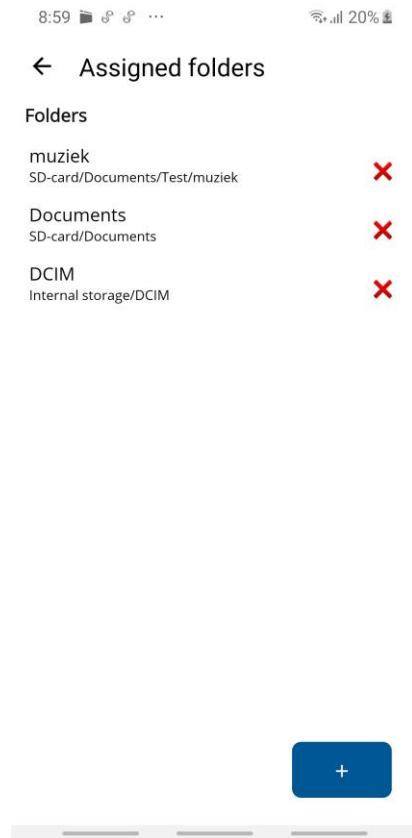 8:59 20%
Assigned folders
Folders
muziek
SD-card/Documents/Test/muziek
Documents
SD-card/Documents
DCIM
Internal storage/DCIM
+